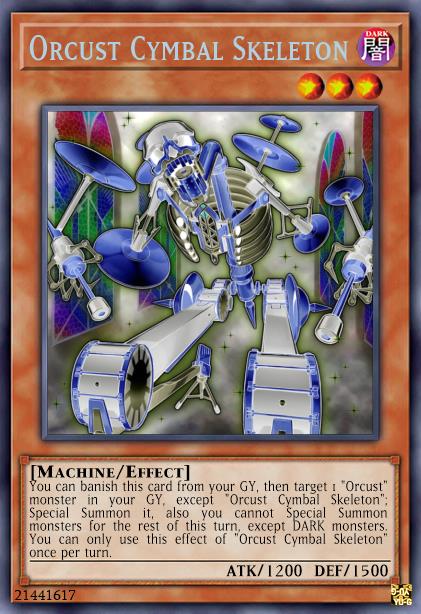 Orcust Cymbal Skeleton
DARK
闇
[Machine/Effect]
You can banish this card from your GY, then target 1 "Orcust"
monster in your GY, except "Orcust Cymbal Skeleton";
Special Summon it, also you cannot Special Summon
monsters for the rest of this turn, except DARK monsters.
You can only use this effect of "Orcust Cymbal Skeleton"
once per turn.
ATK/1200 DEF/1500
21441617